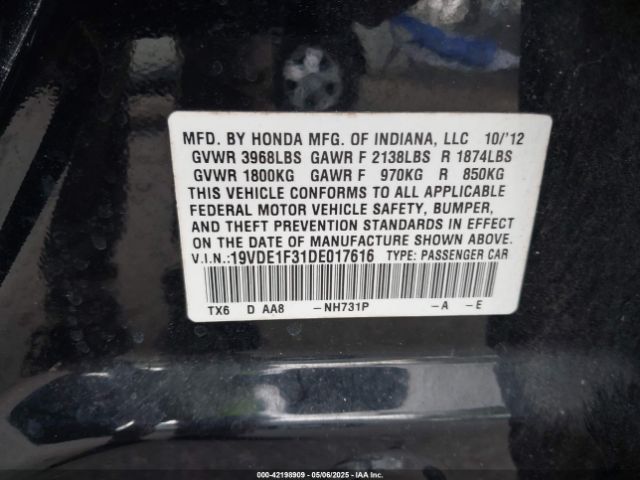 MFD. BY HONDA MFG. OF INDIANA, LLC 10/'12
GVWR 3968LBS GAWR F 2138LBS R 1874LBS
GVWR 1800KG GAWR F 970KG R 850KG
THIS VEHICLE CONFORMS TO ALL APPLICABLE
FEDERAL MOTOR VEHICLE SAFETY, BUMPER,
AND THEFT PREVENTION STANDARDS IN EFFECT
ON THE DATE OF MANUFACTURE SHOWN ABOVE.
V.I.N.:19VDE1F31DE017616 TYPE: PASSENGER CAR
TX6 D AA8 -NH731P -A -E
000-42198909 - 05/06/2025 - IAAI.COM